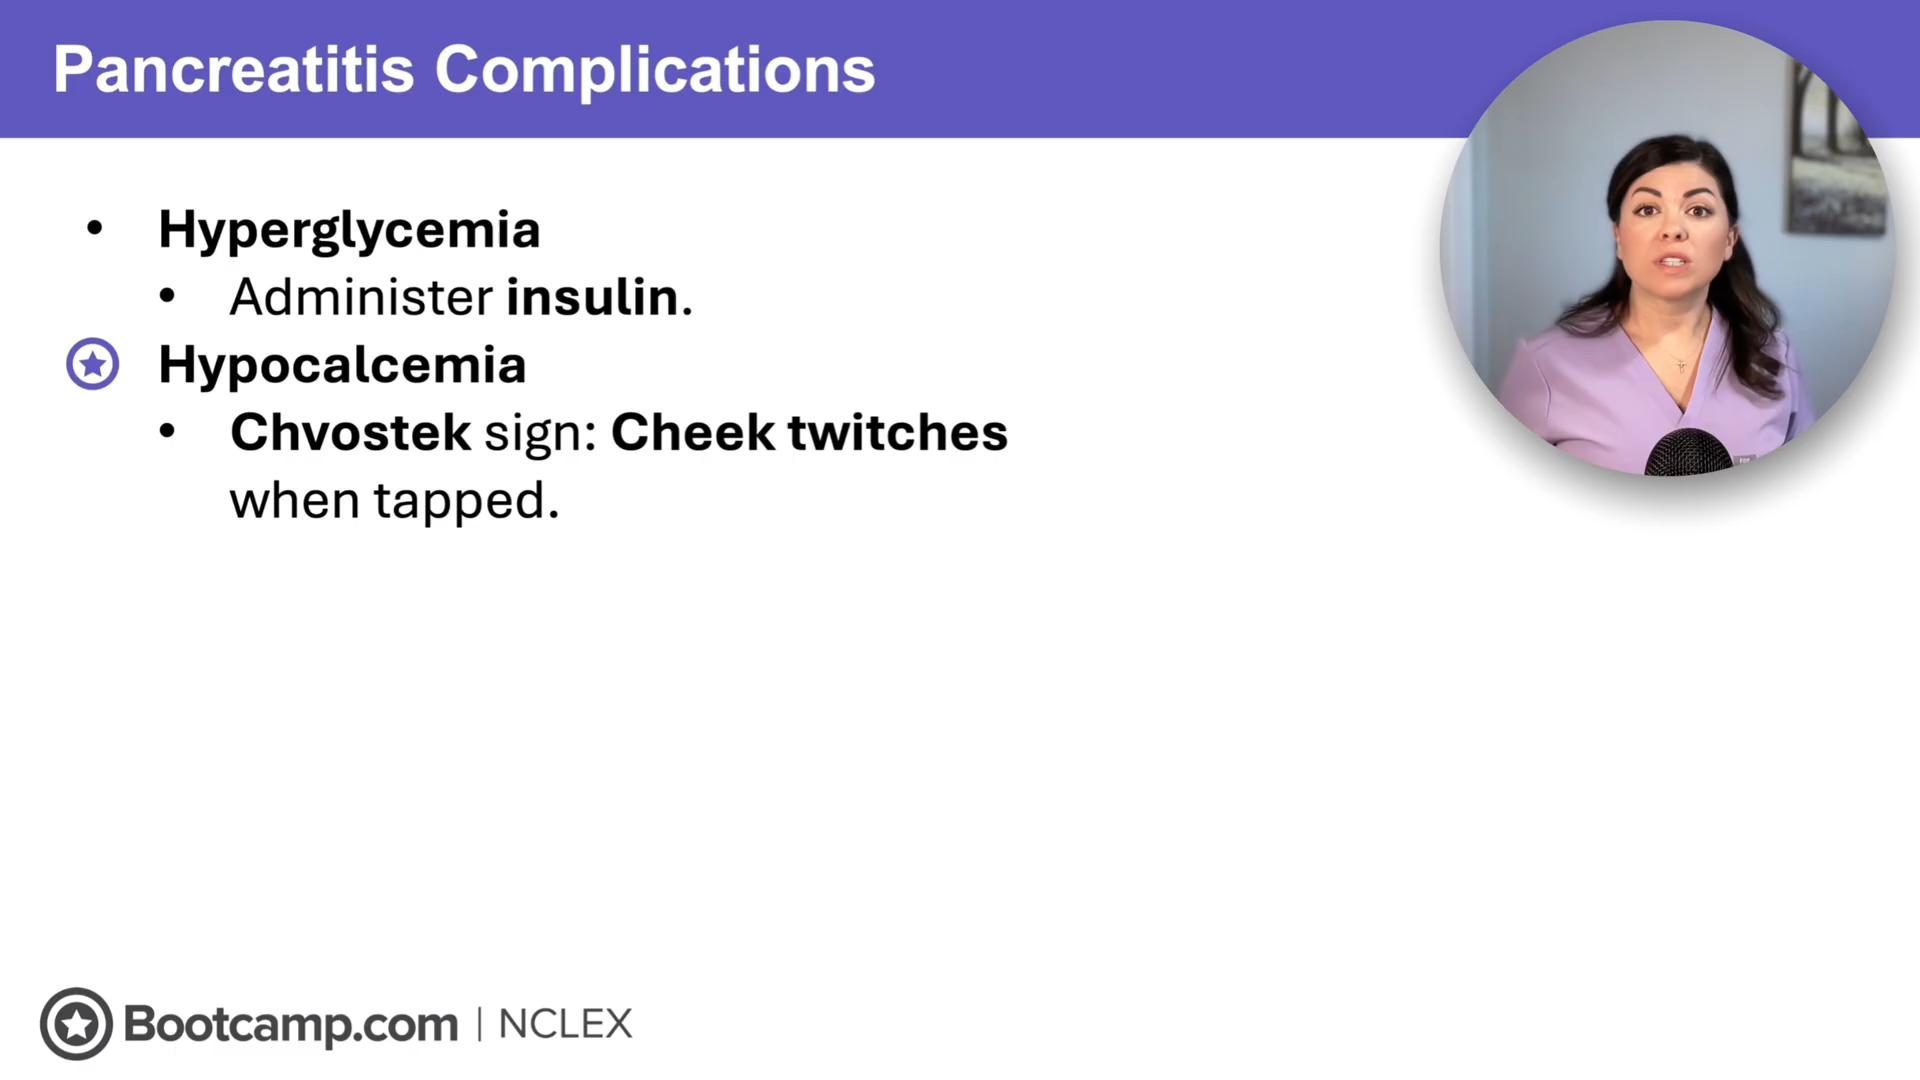 Pancreatitis Complications
• Hyperglycemia
• Administer insulin.
Hypocalcemia
• Chvostek sign: Cheek twitches
when tapped.
Bootcamp.com | NCLEX